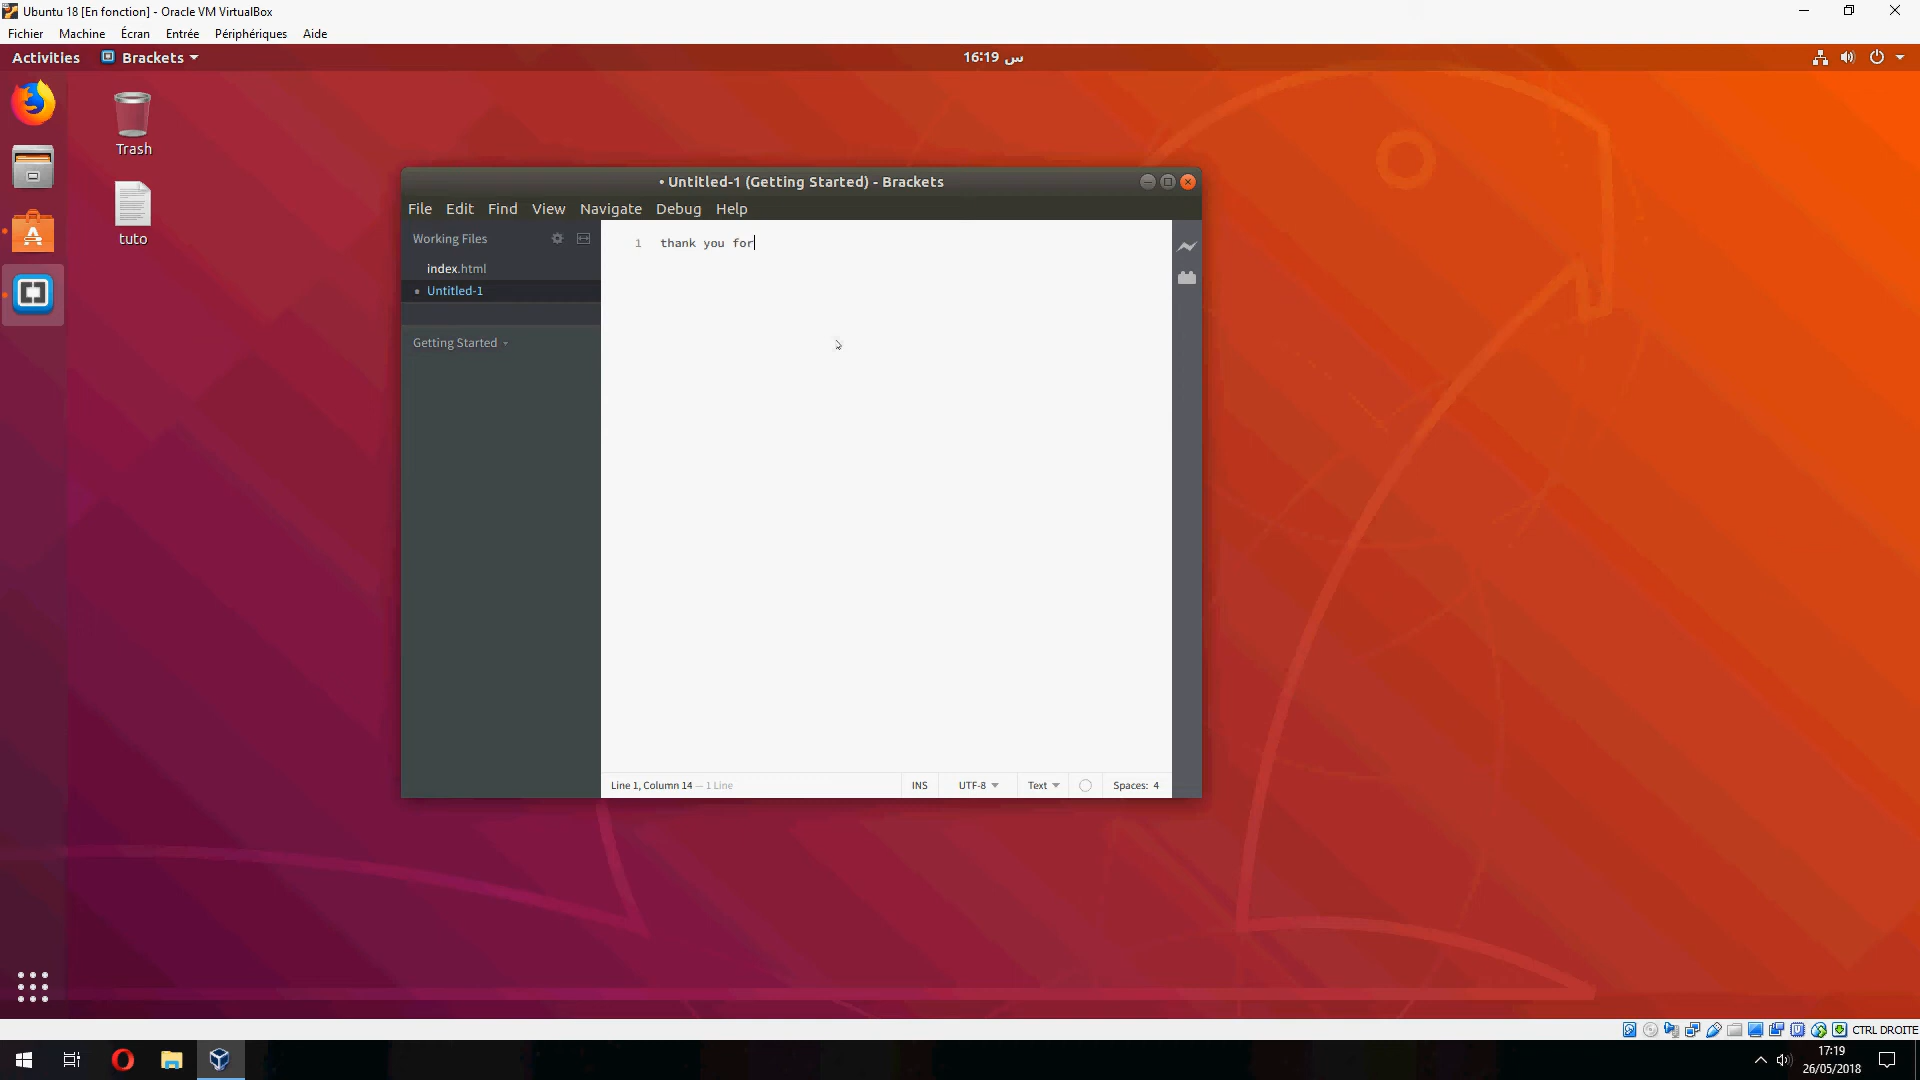 Ubuntu 18 [En fonction] - Oracle VM VirtualBox
Fichier Machine Écran Entrée Périphériques Aide
Activities Brackets س 16:19
Trash
tuto
• Untitled-1 (Getting Started) - Brackets
File Edit Find View Navigate Debug Help
Working Files
index.html
• Untitled-1
Getting Started
1 thank you for
Line 1, Column 14 — 1 Line INS UTF-8 Text Spaces: 4
CTRL DROITE
17:19
26/05/2018